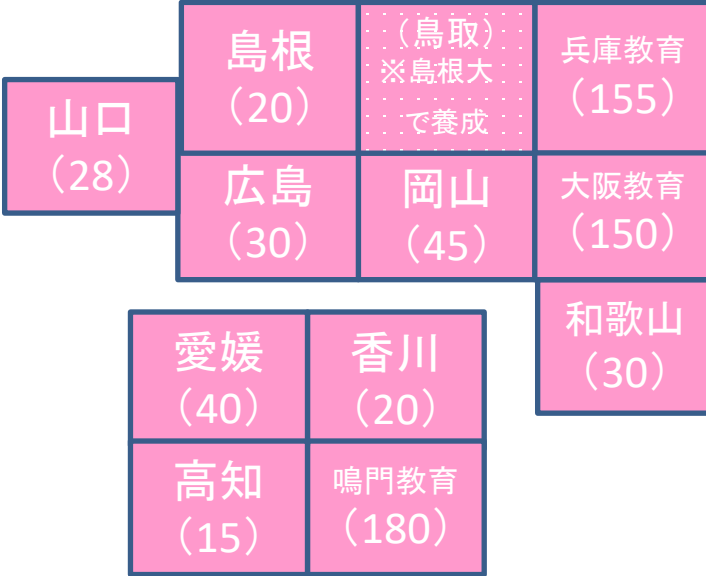 島根
（20）
（鳥取）
※島根大
で養成
兵庫教育
（155）
山口
（28）
広島
（30）
岡山
（45）
大阪教育
（150）
和歌山
（30）
愛媛
（40）
香川
（20）
高知
（15）
鳴門教育
（180）